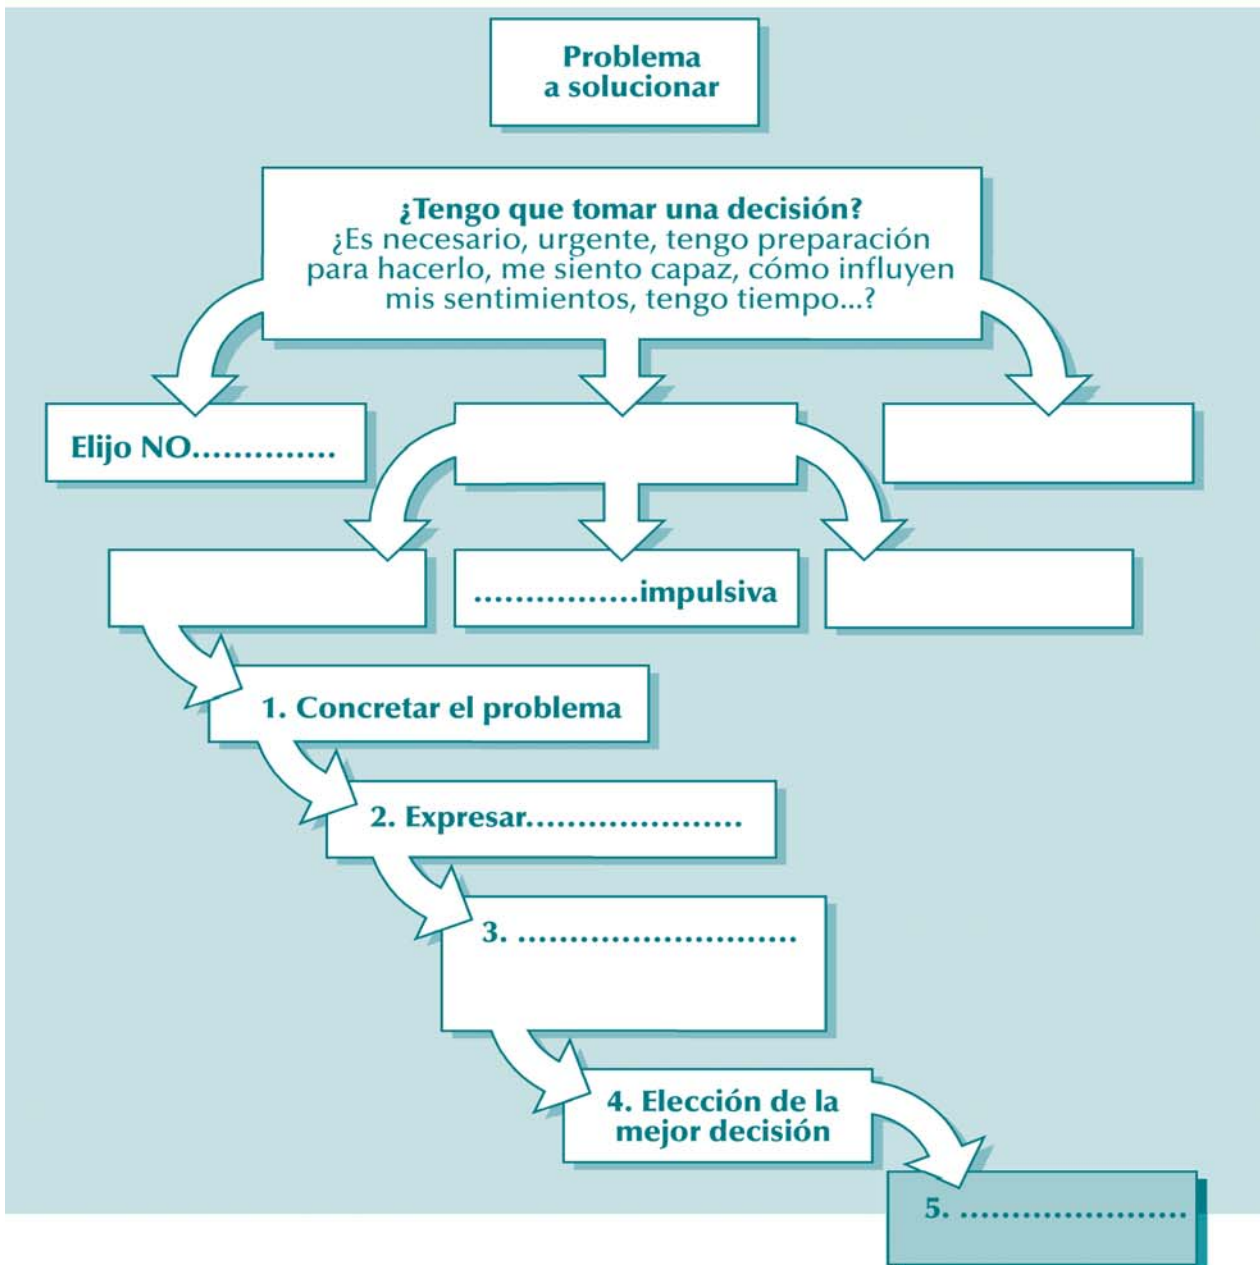 Problema
a solucionar
¿Tengo que tomar una decisión?
¿Es necesario, urgente, tengo preparación
para hacerlo, me siento capaz, cómo influyen
mis sentimientos, tengo tiempo...?
Elijo NO..............
................impulsiva
1. Concretar el problema
2. Expresar.....................
3. ...........................
4. Elección de la
mejor decisión
5. ......................